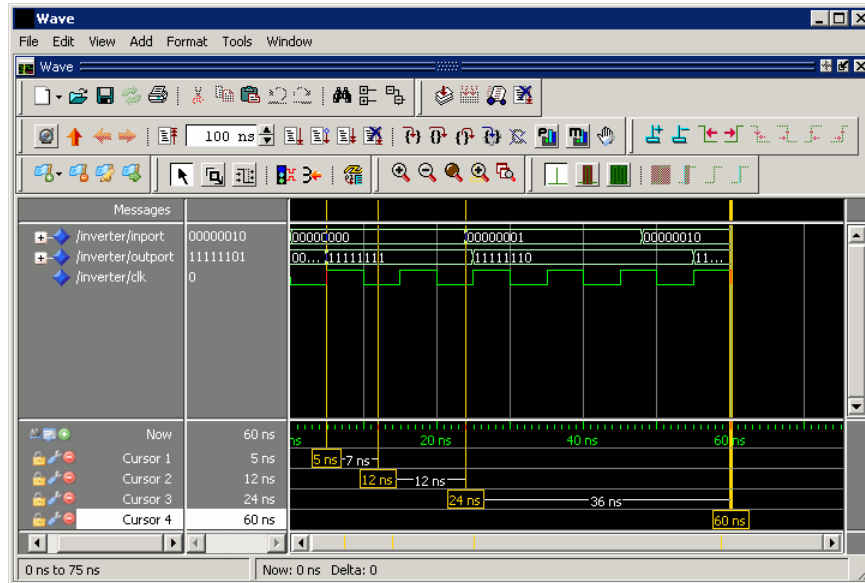 Wave
File Edit View Add Format Tools Window
Wave
100 ns
Messages
/inverter/inport 00000010 00000000 00000001 00000010
/inverter/outport 11111101 00... 11111111 11111110 11...
/inverter/clk 0
Now 60 ns ns 20 ns 40 ns 60 ns
Cursor 1 5 ns 5 ns 7 ns
Cursor 2 12 ns 12 ns 12 ns
Cursor 3 24 ns 24 ns 36 ns
Cursor 4 60 ns 60 ns
0 ns to 75 ns Now: 0 ns Delta: 0